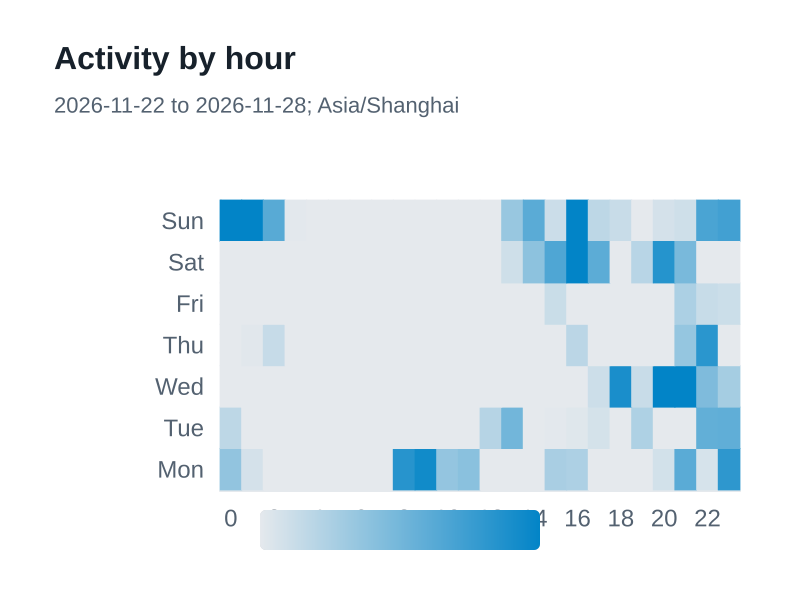 Activity by hour
2026-11-22 to 2026-11-28; Asia/Shanghai
Sun
Sat
Fri
Thu
Wed
Tue
Mon
0 16 18 20 22